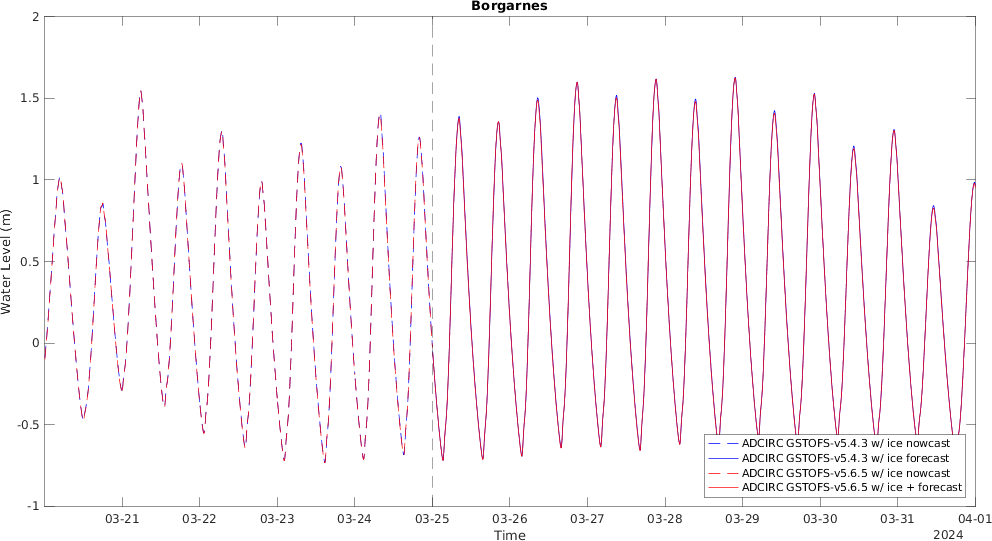 Borgarnes
2
1.5
1
0.5
0
-0.5
-1
Water Level (m)
ADCIRC GSTOFS-v5.4.3 w/ ice nowcast
ADCIRC GSTOFS-v5.4.3 w/ ice forecast
ADCIRC GSTOFS-v5.6.5 w/ ice nowcast
ADCIRC GSTOFS-v5.6.5 w/ ice + forecast
03-21 03-22 03-23 03-24 03-25 03-26 03-27 03-28 03-29 03-30 03-31 04-01
Time
2024